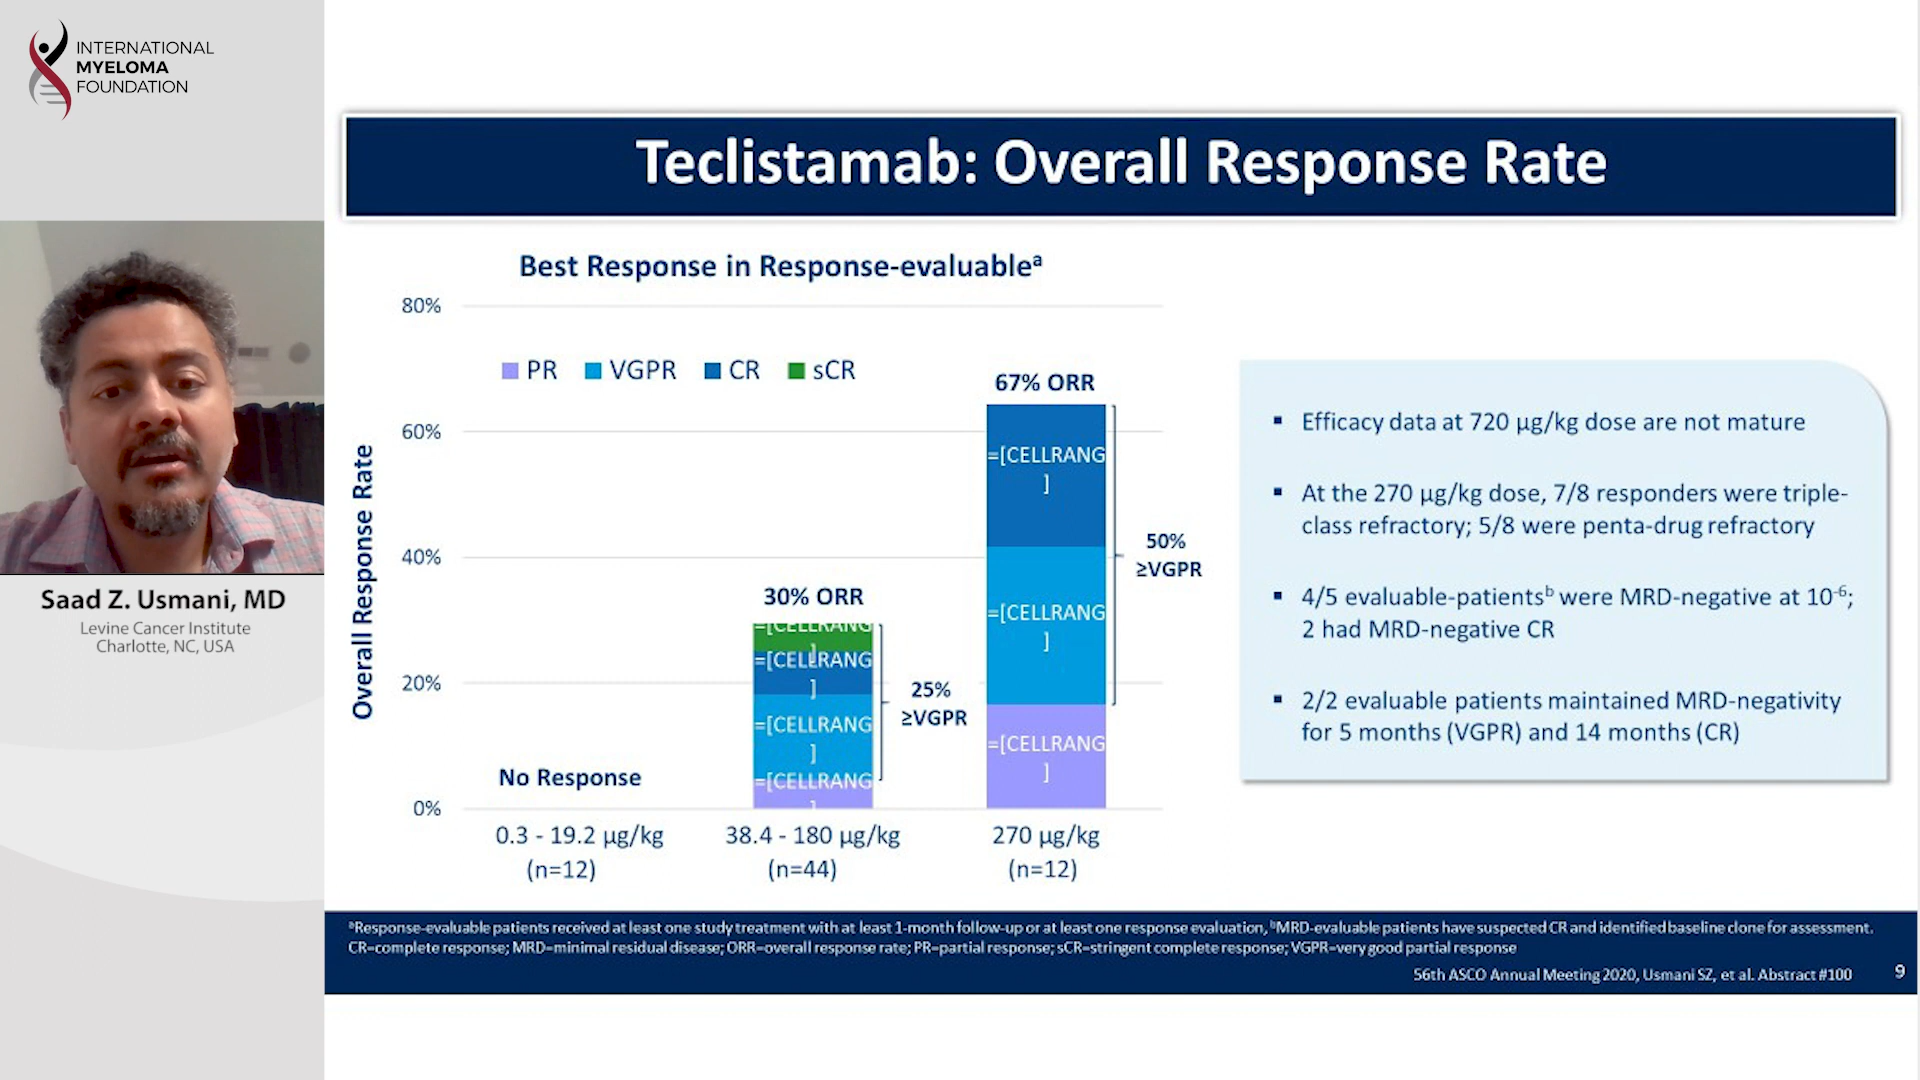 INTERNATIONAL
MYELOMA
FOUNDATION
Saad Z. Usmani, MD
Levine Cancer Institute
Charlotte, NC, USA
Teclistamab: Overall Response Rate
Best Response in Response-evaluableᵃ
80%
60%
40%
20%
0%
Overall Response Rate
PR VGPR CR sCR
No Response
30% ORR
=[CELLRANG
]
=[CELLRANG
]
=[CELLRANG
]
=[CELLRANG
]
25%
≥VGPR
67% ORR
=[CELLRANG
]
=[CELLRANG
]
=[CELLRANG
]
50%
≥VGPR
0.3 - 19.2 µg/kg
(n=12)
38.4 - 180 µg/kg
(n=44)
270 µg/kg
(n=12)
▪ Efficacy data at 720 µg/kg dose are not mature
▪ At the 270 µg/kg dose, 7/8 responders were triple-
class refractory; 5/8 were penta-drug refractory
▪ 4/5 evaluable-patientsᵇ were MRD-negative at 10⁻⁶;
2 had MRD-negative CR
▪ 2/2 evaluable patients maintained MRD-negativity
for 5 months (VGPR) and 14 months (CR)
ᵃResponse-evaluable patients received at least one study treatment with at least 1-month follow-up or at least one response evaluation, ᵇMRD-evaluable patients have suspected CR and identified baseline clone for assessment.
CR=complete response; MRD=minimal residual disease; ORR=overall response rate; PR=partial response; sCR=stringent complete response; VGPR=very good partial response
56th ASCO Annual Meeting 2020, Usmani SZ, et al. Abstract #100
9